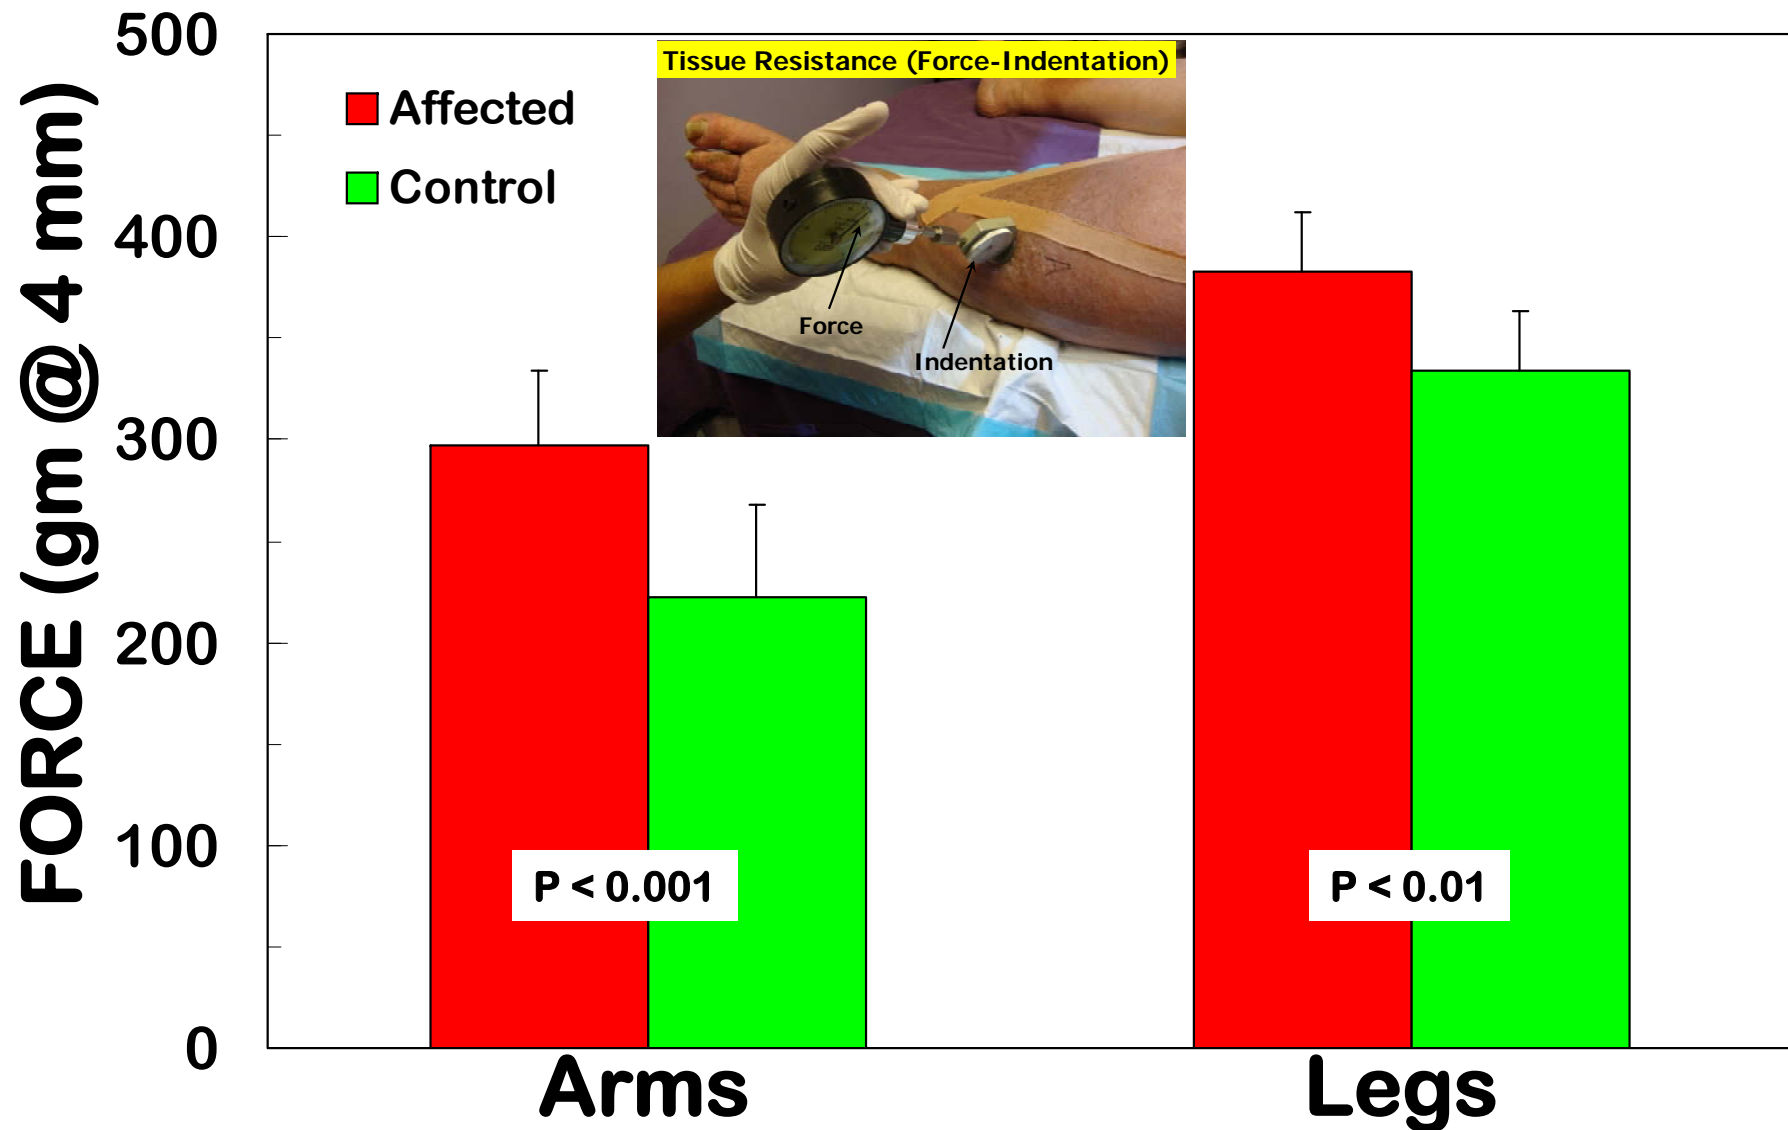 FORCE (gm @ 4 mm)
500
400
300
200
100
0
Affected
Control
Tissue Resistance (Force-Indentation)
Force
Indentation
P < 0.001
P < 0.01
Arms
Legs